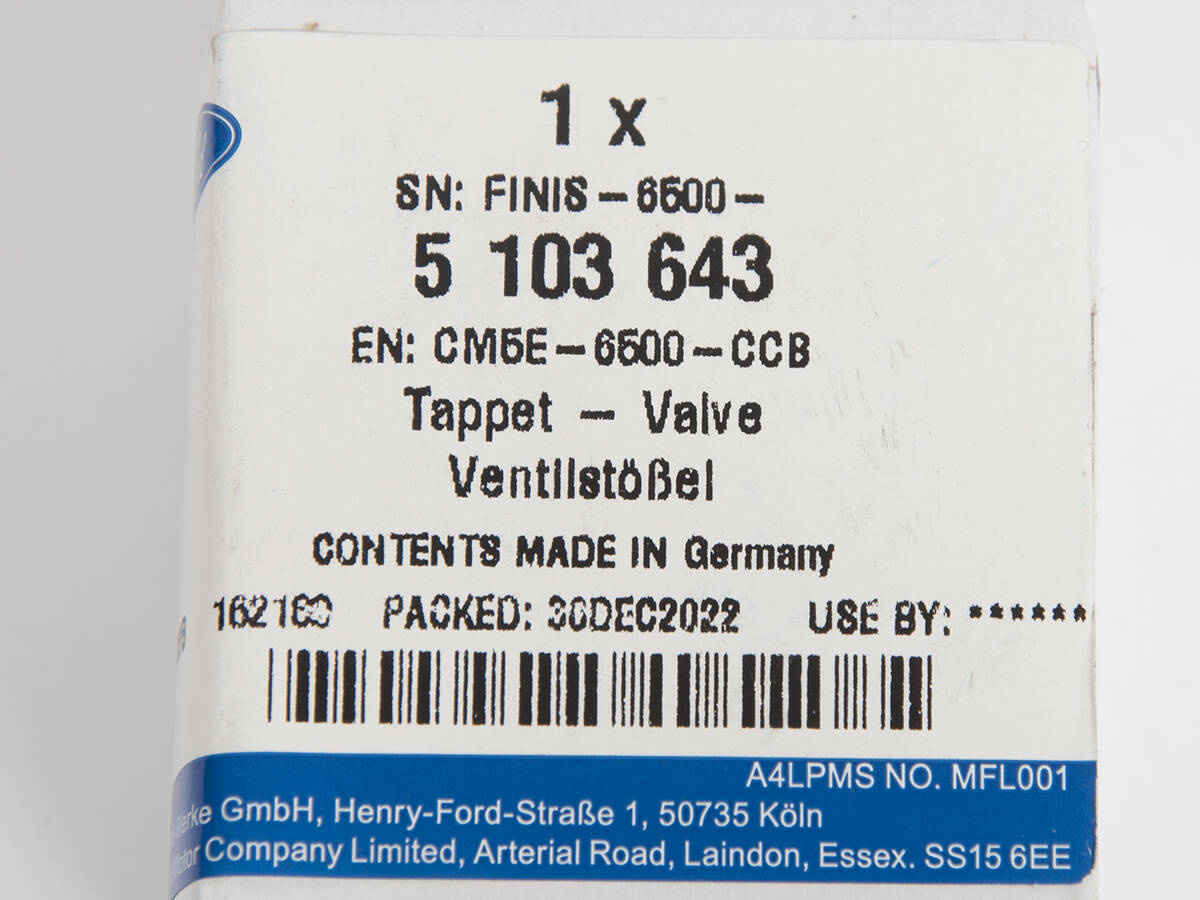 1 x
SN: FINIS - 6500 -
5 103 643
EN: CM5E - 6500 - CCB
Tappet - Valve
Ventilstößel
CONTENTS MADE IN Germany
PACKED: 30DEC2022 USE BY: ******
A4LPMS NO. MFL001
GmbH, Henry-Ford-Straße 1, 50735 Köln
Company Limited, Arterial Road, Laindon, Essex. SS15 6EE